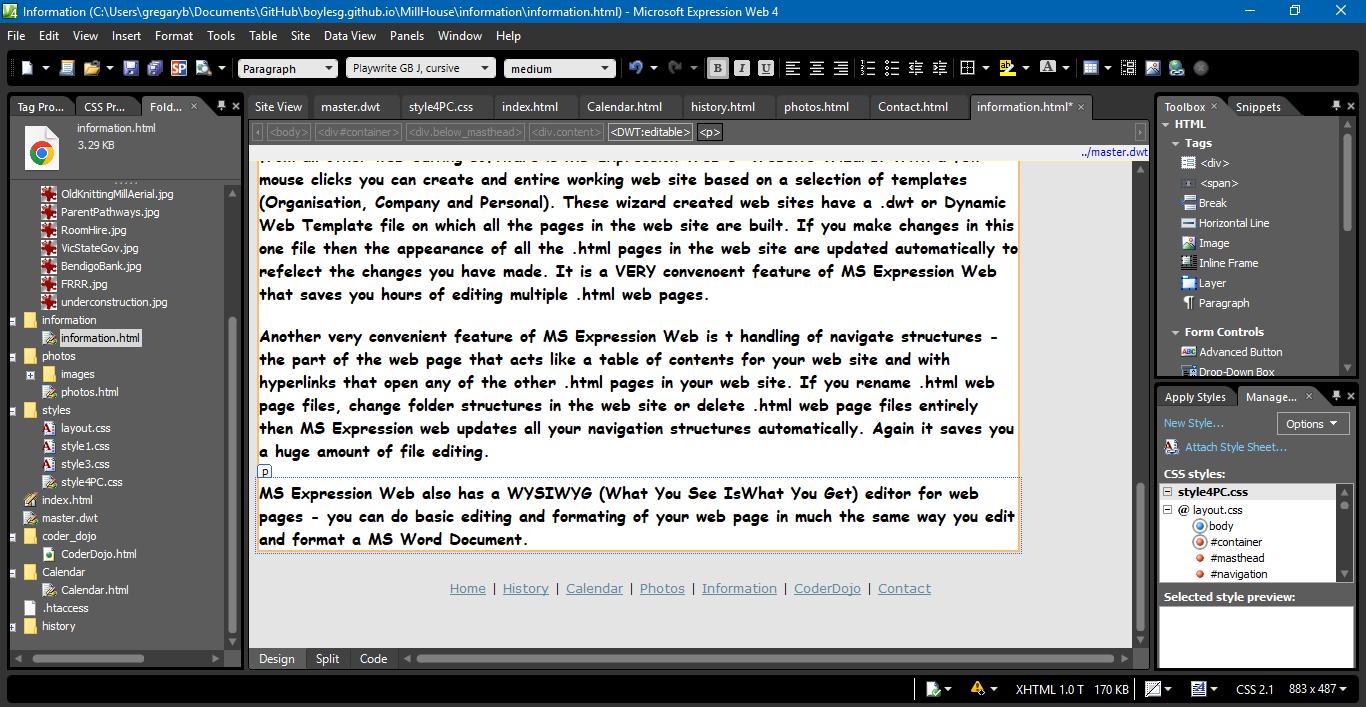 Information (C:\Users\gregaryb\Documents\GitHub\boylesg.github.io\MillHouse\information\information.html) - Microsoft Expression Web 4
File Edit View Insert Format Tools Table Site Data View Panels Window Help
Paragraph Playwrite GB J, cursive medium B I U A
Tag Pro... CSS Pr... Fold...
information.html
3.29 KB
OldKnittingMillAerial.jpg
ParentPathways.jpg
RoomHire.jpg
VicStateGov.jpg
BendigoBank.jpg
FRRR.jpg
underconstruction.jpg
information
information.html
photos
images
photos.html
styles
layout.css
style1.css
style3.css
style4PC.css
index.html
master.dwt
coder_dojo
CoderDojo.html
Calendar
Calendar.html
.htaccess
history
Site View master.dwt style4PC.css index.html Calendar.html history.html photos.html Contact.html information.html*
<body> <div#container> <div.below_masthead> <div.content> <DWT:editable> <p>
../master.dwt
mouse clicks you can create and entire working web site based on a selection of templates
(Organisation, Company and Personal). These wizard created web sites have a .dwt or Dynamic
Web Template file on which all the pages in the web site are built. If you make changes in this
one file then the appearance of all the .html pages in the web site are updated automatically to
refelect the changes you have made. It is a VERY convenoent feature of MS Expression Web
that saves you hours of editing multiple .html web pages.
Another very convenient feature of MS Expression Web is t handling of navigate structures -
the part of the web page that acts like a table of contents for your web site and with
hyperlinks that open any of the other .html pages in your web site. If you rename .html web
page files, change folder structures in the web site or delete .html web page files entirely
then MS Expression web updates all your navigation structures automatically. Again it saves you
a huge amount of file editing.
p
MS Expression Web also has a WYSIWYG (What You See IsWhat You Get) editor for web
pages - you can do basic editing and formating of your web page in much the same way you edit
and format a MS Word Document.
Home | History | Calendar | Photos | Information | CoderDojo | Contact
Design Split Code
Toolbox Snippets
HTML
Tags
<div>
<span>
Break
Horizontal Line
Image
Inline Frame
Layer
Paragraph
Form Controls
Advanced Button
Drop-Down Box
Apply Styles Manage...
New Style... Options
Attach Style Sheet...
CSS styles:
style4PC.css
@ layout.css
body
#container
#masthead
#navigation
Selected style preview:
XHTML 1.0 T 170 KB CSS 2.1 883 x 487